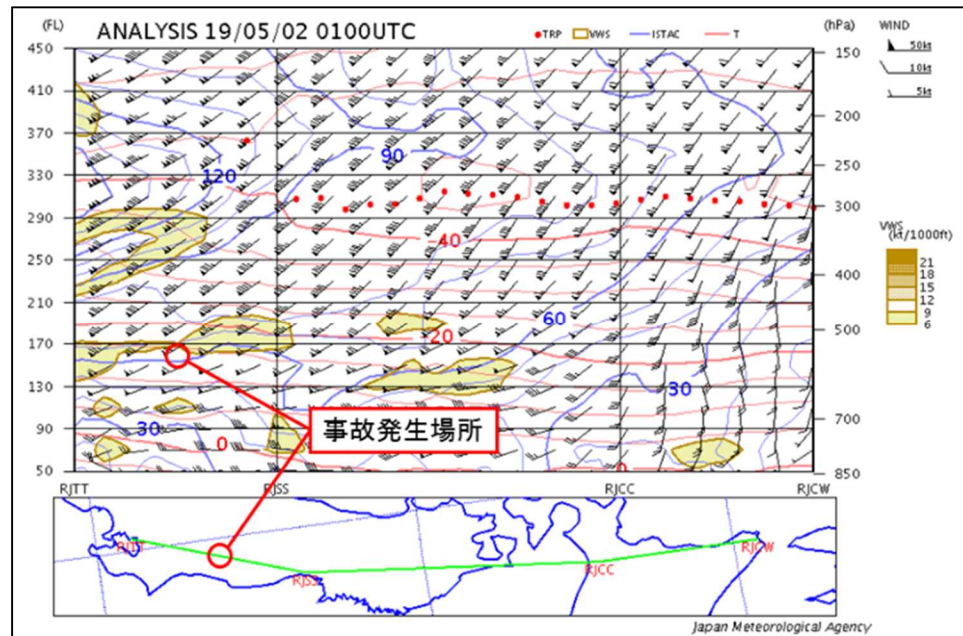 (FL) ANALYSIS 19/05/02 0100UTC TRP VWS ISTAC T (hPa) WIND
450 150 50kt
410 10kt
5kt
370 200
90
330 120 250
290 300
VWS
(kt/1000ft)
250 -40 21
400 18
210 15
60 12
-20 500 9
170 6
130
30
90 30 事故発生場所 700
0
50 0 850
RJTT RJSS RJCC RJCW
RJTT RJSS RJCC RJCW
Japan Meteorological Agency